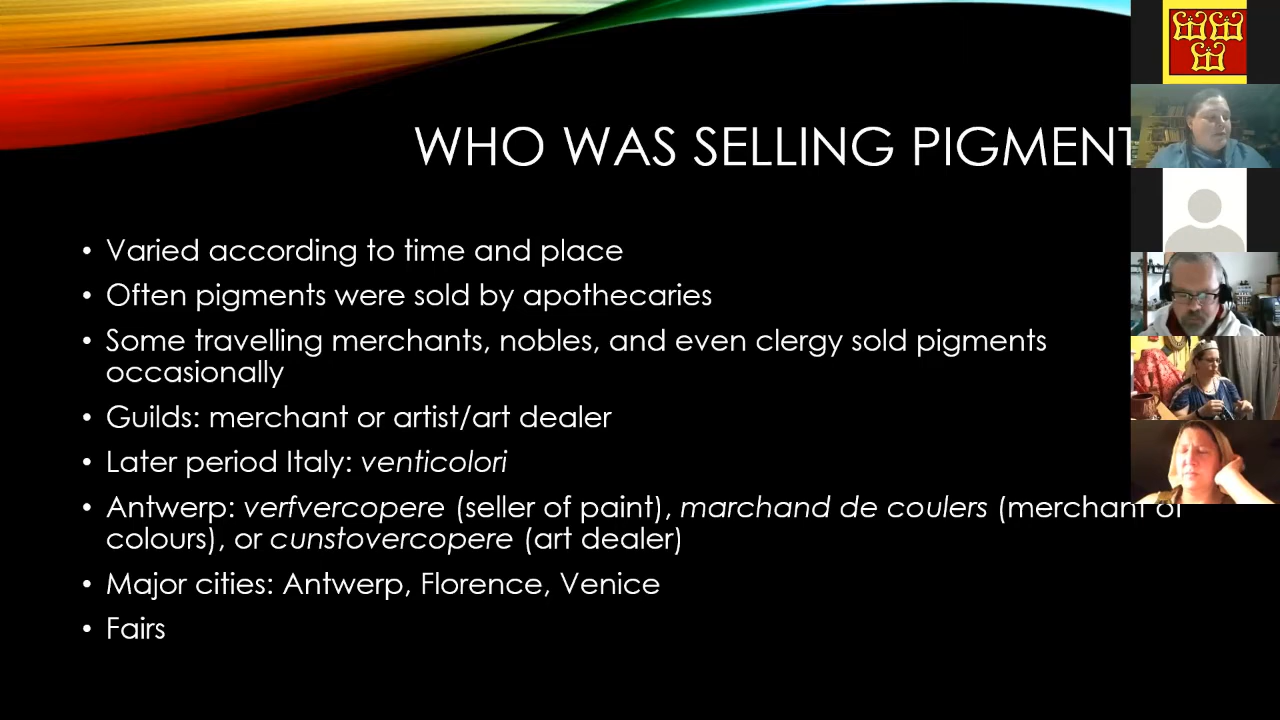 WHO WAS SELLING PIGMENT
• Varied according to time and place
• Often pigments were sold by apothecaries
• Some travelling merchants, nobles, and even clergy sold pigments
occasionally
• Guilds: merchant or artist/art dealer
• Later period Italy: venticolori
• Antwerp: verfvercopere (seller of paint), marchand de coulers (merchant of
colours), or cunstovercopere (art dealer)
• Major cities: Antwerp, Florence, Venice
• Fairs